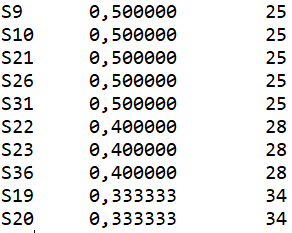 S9 0,500000 25
S10 0,500000 25
S21 0,500000 25
S26 0,500000 25
S31 0,500000 25
S22 0,400000 28
S23 0,400000 28
S36 0,400000 28
S19 0,333333 34
S20 0,333333 34